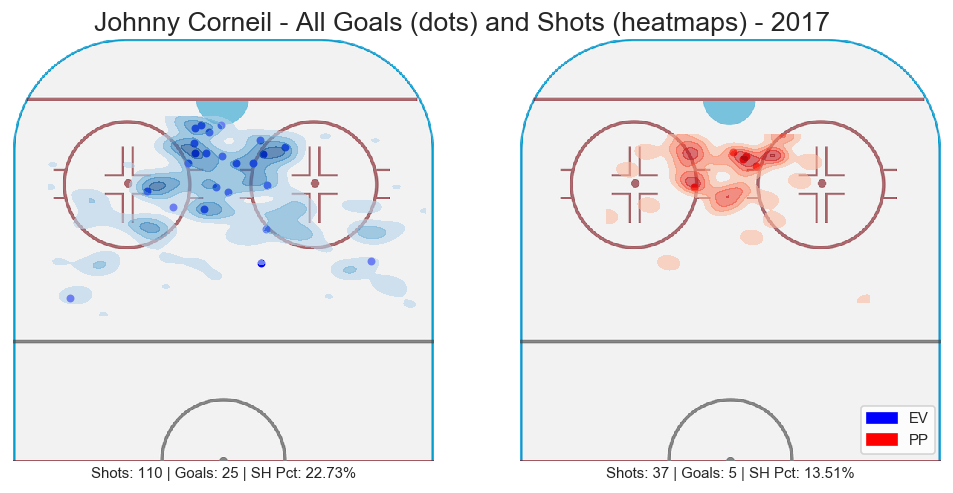 Johnny Corneil - All Goals (dots) and Shots (heatmaps) - 2017
EV
PP
Shots: 110 | Goals: 25 | SH Pct: 22.73%
Shots: 37 | Goals: 5 | SH Pct: 13.51%